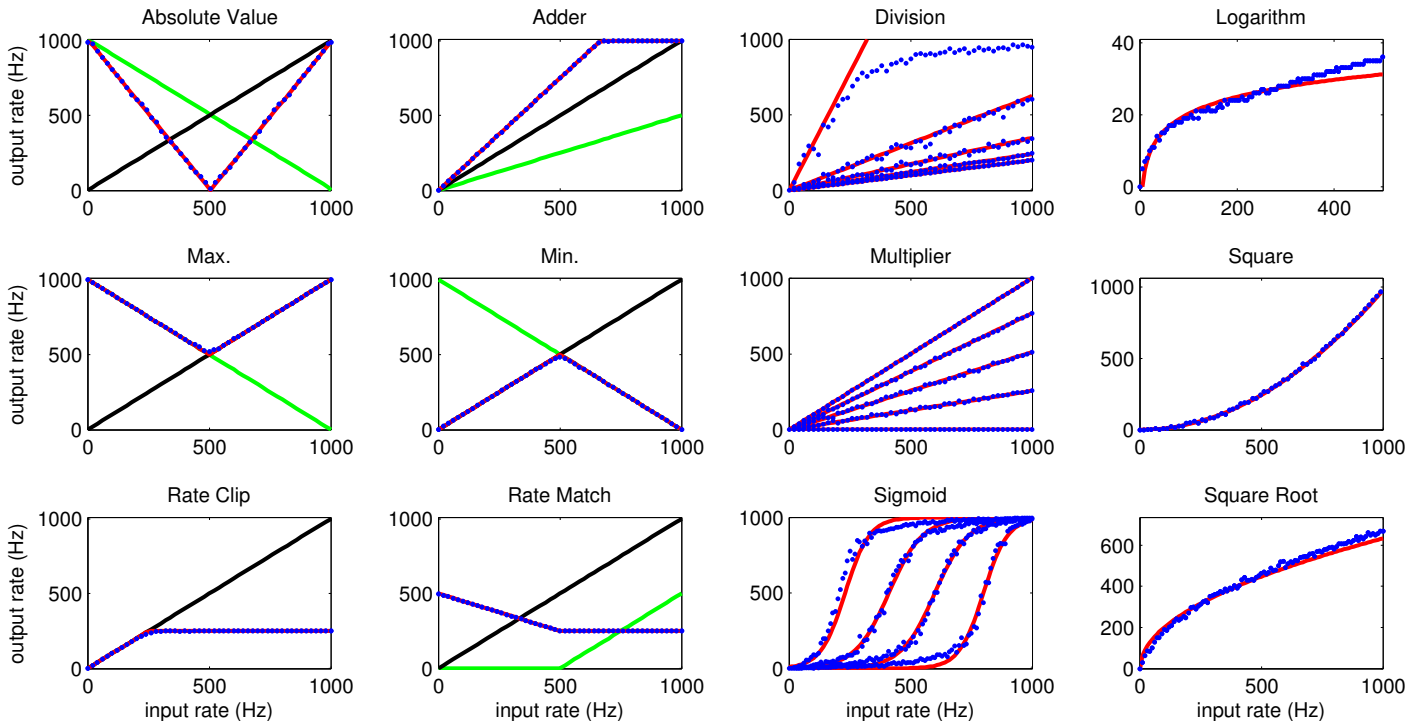 Absolute Value
Adder
Division
Logarithm
output rate (Hz)
1000
500
0
0 500 1000
1000
500
0
0 500 1000
1000
500
0
0 500 1000
40
20
0
0 200 400
Max.
Min.
Multiplier
Square
output rate (Hz)
1000
500
0
0 500 1000
1000
500
0
0 500 1000
1000
500
0
0 500 1000
1000
500
0
0 500 1000
Rate Clip
Rate Match
Sigmoid
Square Root
output rate (Hz)
1000
500
0
0 500 1000
input rate (Hz)
1000
500
0
0 500 1000
input rate (Hz)
1000
500
0
0 500 1000
input rate (Hz)
600
400
200
0
0 500 1000
input rate (Hz)